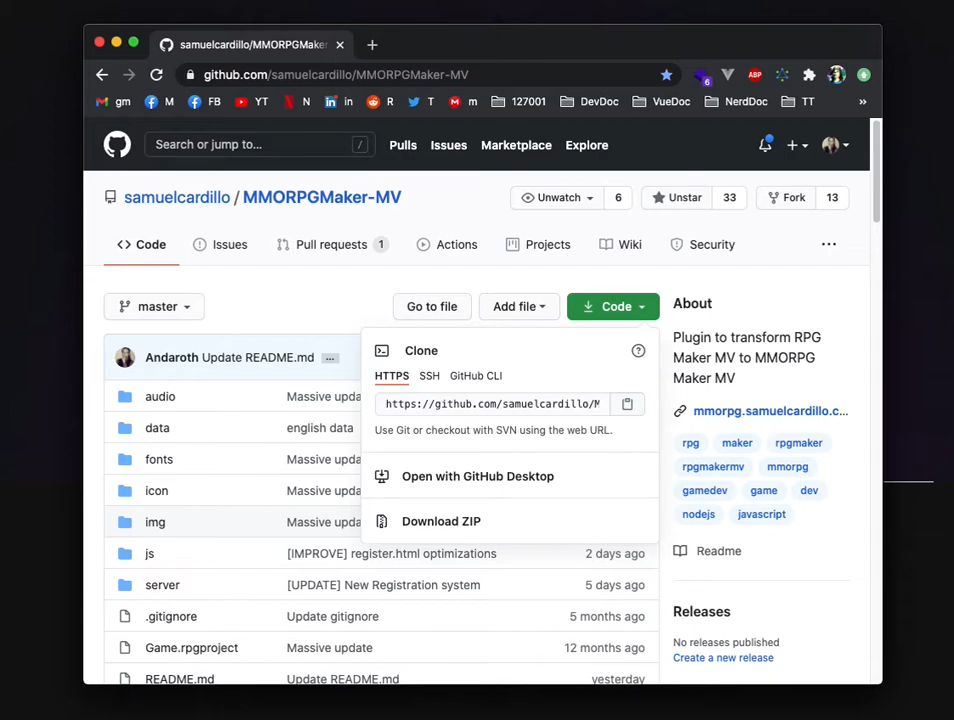 samuelcardillo/MMORPGMaker
github.com/samuelcardillo/MMORPGMaker-MV
6
ABP
gm M FB YT N in R T m 127001 DevDoc VueDoc NerdDoc TT »
Search or jump to... /
Pulls Issues Marketplace Explore
samuelcardillo / MMORPGMaker-MV
Unwatch 6 Unstar 33 Fork 13
Code Issues Pull requests 1 Actions Projects Wiki Security ...
master Go to file Add file Code
About
Plugin to transform RPG
Maker MV to MMORPG
Maker MV
mmorpg.samuelcardillo.c...
rpg maker rpgmaker
rpgmakermv mmorpg
gamedev game dev
nodejs javascript
Readme
Releases
No releases published
Create a new release
Andaroth Update README.md ...
Clone
HTTPS SSH GitHub CLI
https://github.com/samuelcardillo/M
Use Git or checkout with SVN using the web URL.
Open with GitHub Desktop
Download ZIP
audio Massive upda
data english data
fonts Massive upda
icon Massive upda
img Massive upda
js [IMPROVE] register.html optimizations 2 days ago
server [UPDATE] New Registration system 5 days ago
.gitignore Update gitignore 5 months ago
Game.rpgproject Massive update 12 months ago
README.md Update README.md yesterday